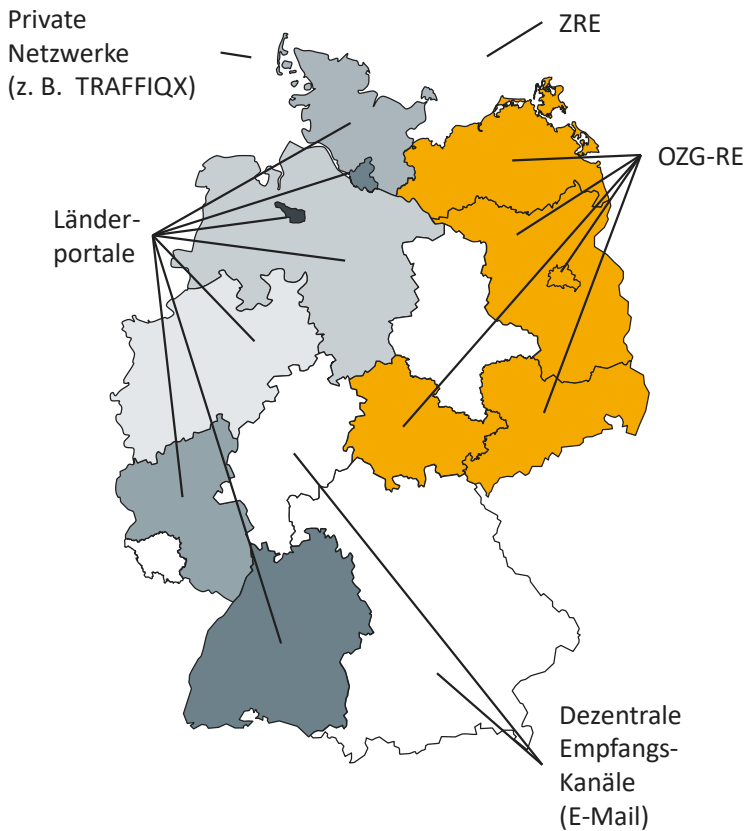 Private
Netzwerke
(z. B. TRAFFIQX)
ZRE
OZG-RE
Länder-
portale
Dezentrale
Empfangs-
Kanäle
(E-Mail)